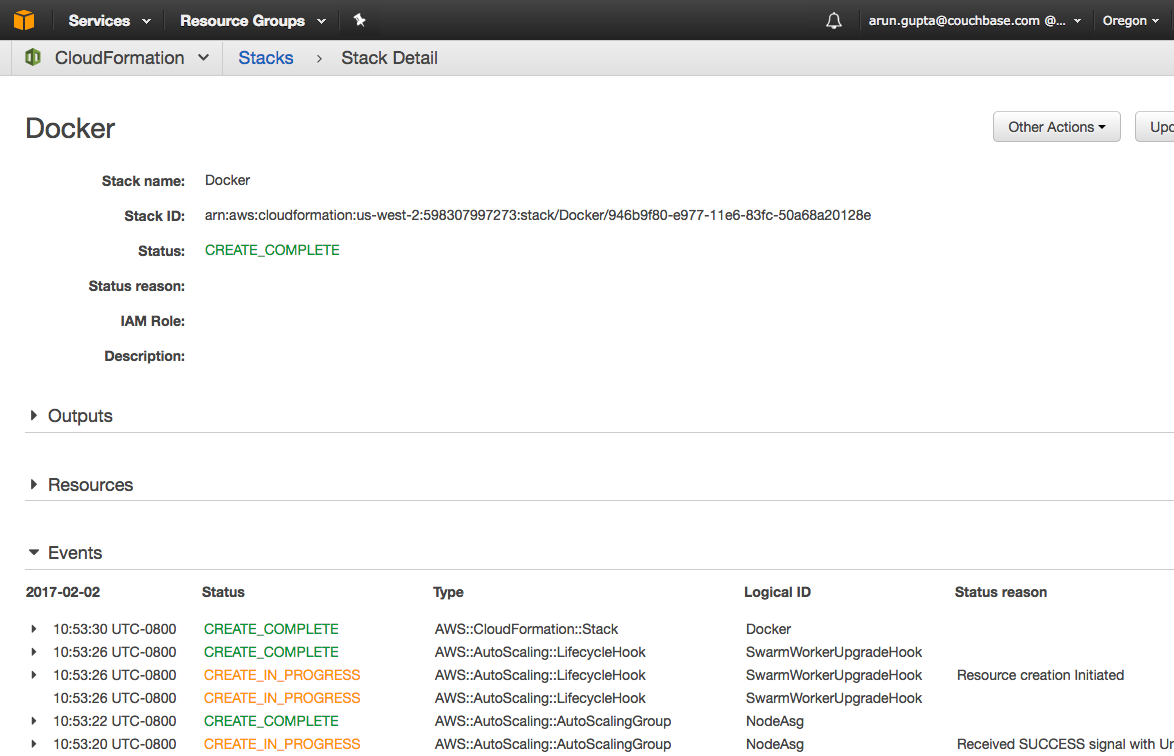 Services Resource Groups arun.gupta@couchbase.com @... Oregon
CloudFormation Stacks > Stack Detail
Docker Other Actions Upd
Stack name: Docker
Stack ID: arn:aws:cloudformation:us-west-2:598307997273:stack/Docker/946b9f80-e977-11e6-83fc-50a68a20128e
Status: CREATE_COMPLETE
Status reason:
IAM Role:
Description:
Outputs
Resources
Events
2017-02-02 Status Type Logical ID Status reason
10:53:30 UTC-0800 CREATE_COMPLETE AWS::CloudFormation::Stack Docker
10:53:26 UTC-0800 CREATE_COMPLETE AWS::AutoScaling::LifecycleHook SwarmWorkerUpgradeHook
10:53:26 UTC-0800 CREATE_IN_PROGRESS AWS::AutoScaling::LifecycleHook SwarmWorkerUpgradeHook Resource creation Initiated
10:53:26 UTC-0800 CREATE_IN_PROGRESS AWS::AutoScaling::LifecycleHook SwarmWorkerUpgradeHook
10:53:22 UTC-0800 CREATE_COMPLETE AWS::AutoScaling::AutoScalingGroup NodeAsg
10:53:20 UTC-0800 CREATE_IN_PROGRESS AWS::AutoScaling::AutoScalingGroup NodeAsg Received SUCCESS signal with Un